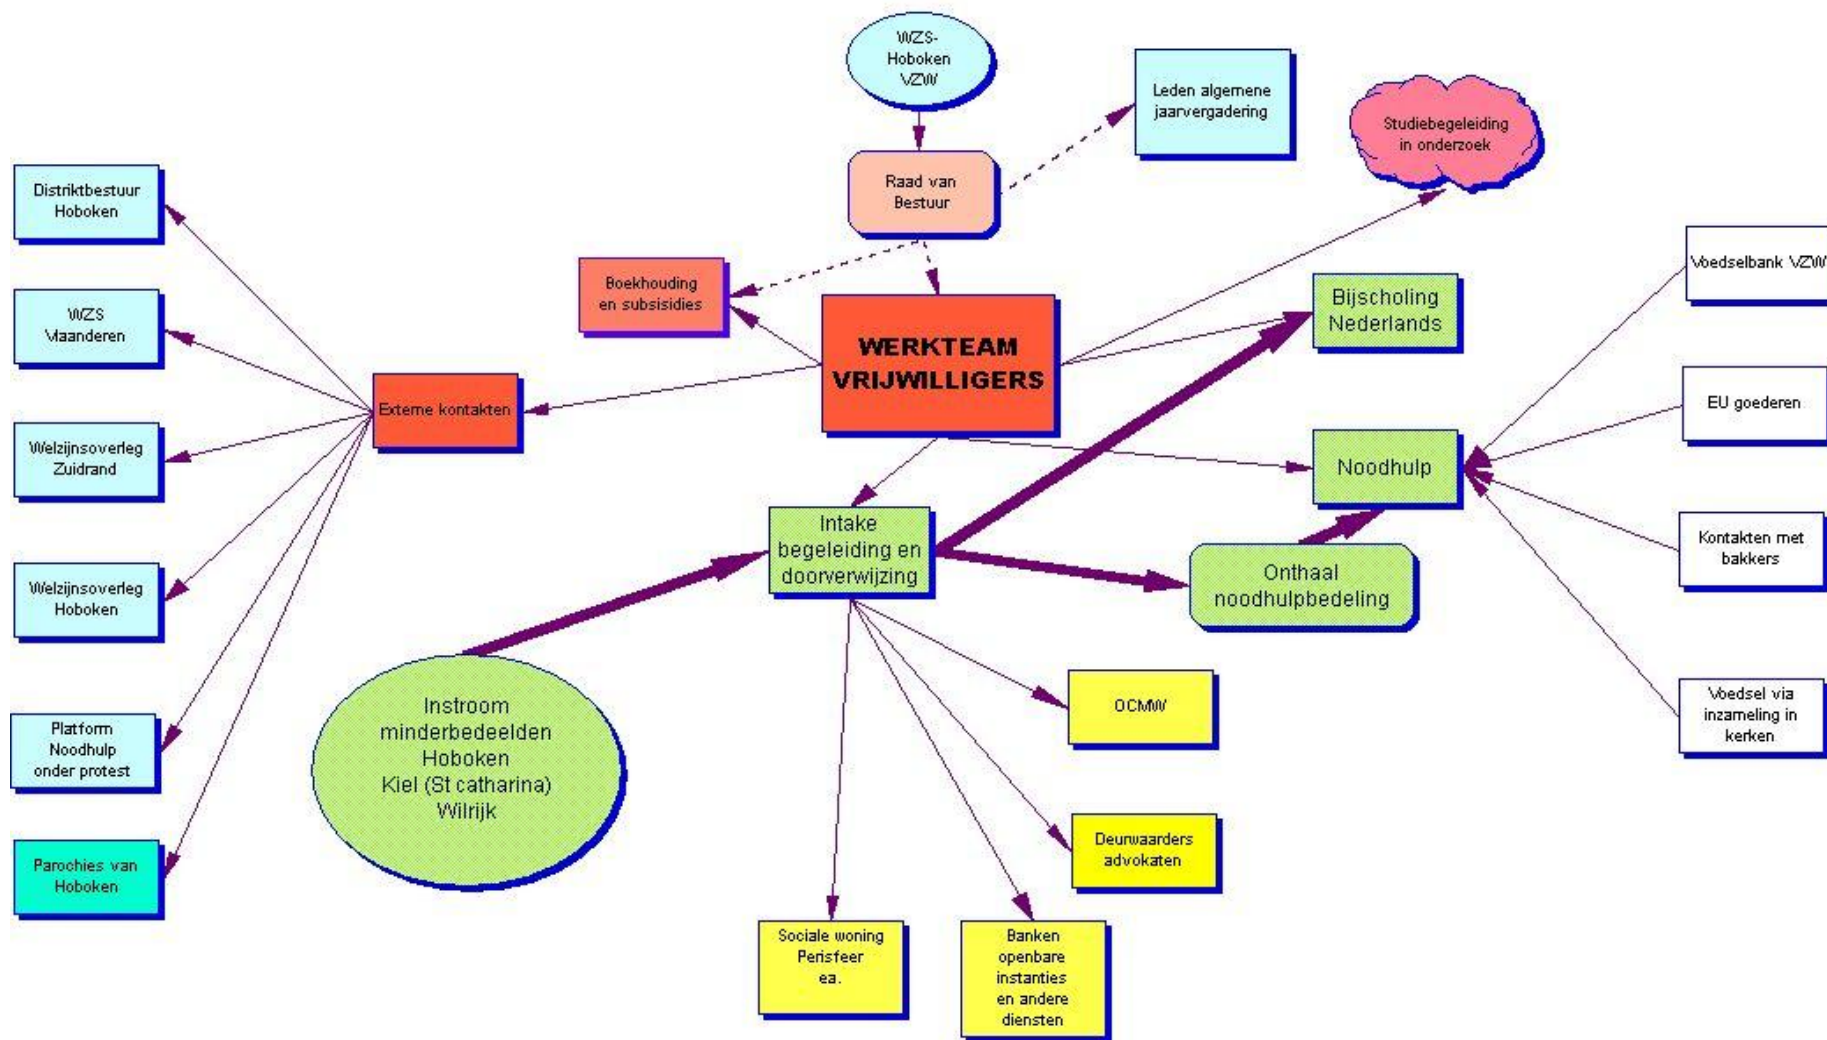 WZS-
Hoboken
VZW
Leden algemene
jaarvergadering
Studiebegeleiding
in onderzoek
Raad van
Bestuur
Distriktbestuur
Hoboken
Boekhouding
en subsisidies
Bijscholing
Nederlands
Voedselbank VZW
WZS
Vlaanderen
WERKTEAM
VRIJWILLIGERS
Externe kontakten
EU goederen
Welzijnsoverleg
Zuidrand
Noodhulp
Intake
begeleiding en
doorverwijzing
Kontakten met
bakkers
Onthaal
noodhulpbedeling
Welzijnsoverleg
Hoboken
Instroom
minderbedeelden
Hoboken
Kiel (St catharina)
Wilrijk
OCMW
Voedsel via
inzameling in
kerken
Platform
Noodhulp
onder protest
Deurwaarders
advokaten
Parochies van
Hoboken
Sociale woning
Perisfeer
ea.
Banken
openbare
instanties
en andere
diensten